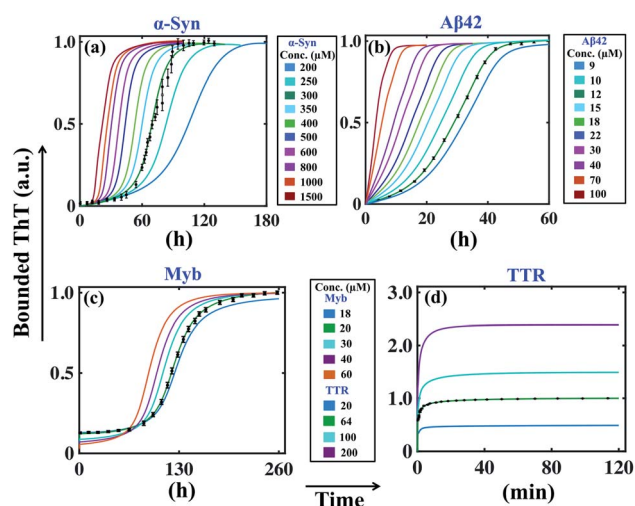 α-Syn
Aβ42
(a)
1.0
0.5
0
0
60
120
180
(h)
α-Syn
Conc. (μM)
200
250
300
350
400
500
600
800
1000
1500
(b)
1.0
0.5
0
0
20
40
60
(h)
Aβ42
Conc. (μM)
9
10
12
15
18
22
30
40
70
100
Bounded ThT (a.u.)
Myb
TTR
(c)
1.0
0.5
0
0
130
260
(h)
Conc. (μM)
Myb
18
20
30
40
60
TTR
20
64
100
200
(d)
3.0
2.0
1.0
0
0
40
80
120
(min)
Time